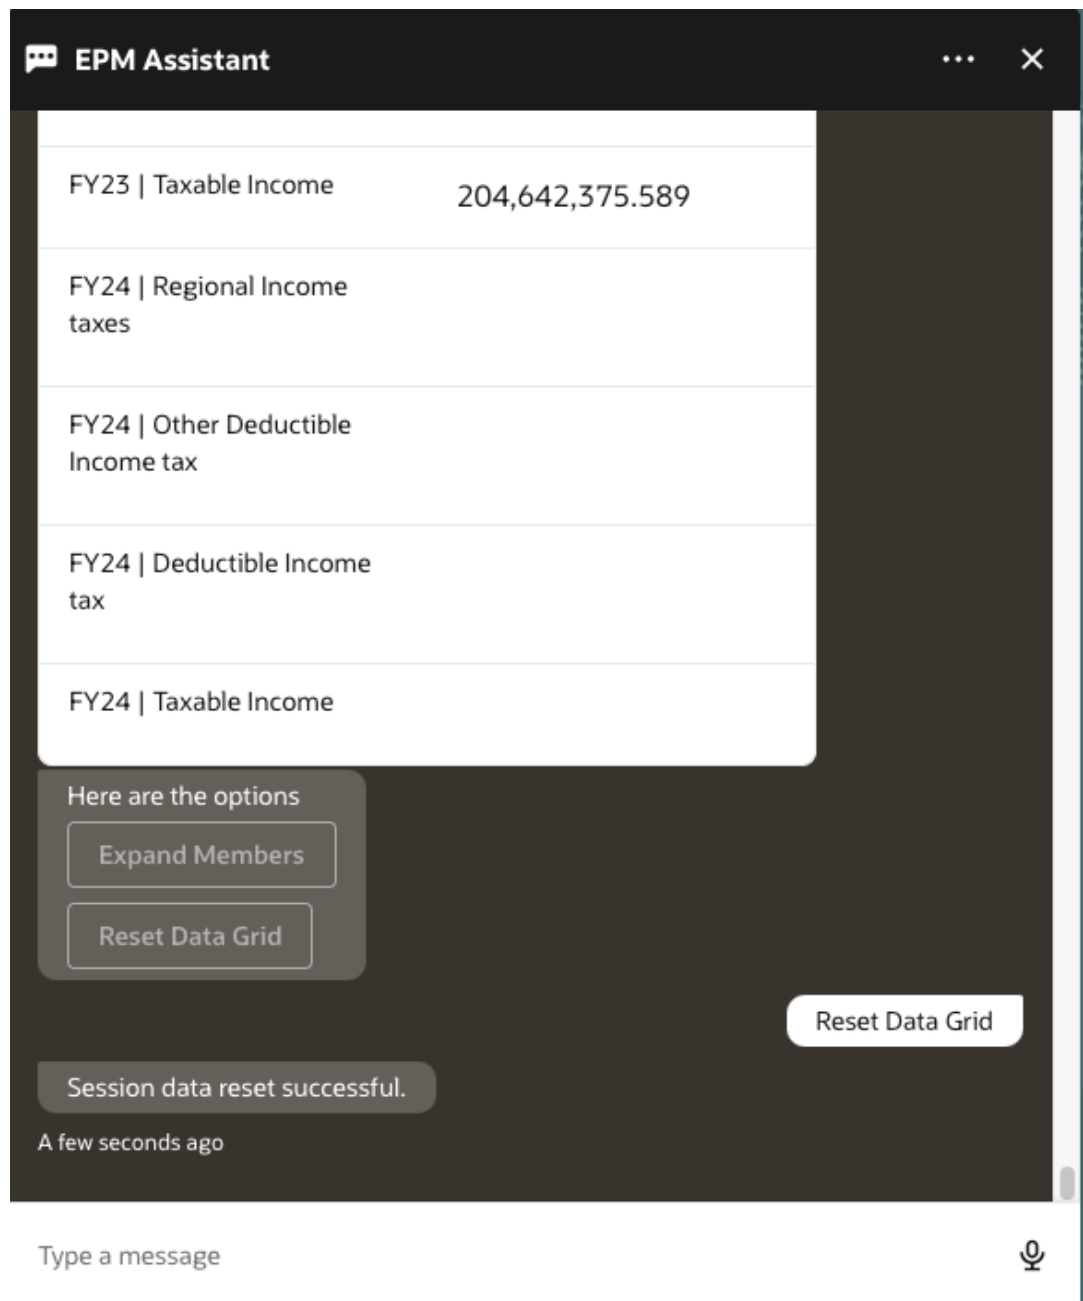 EPM Assistant
FY23 | Taxable Income
204,642,375.589
FY24 | Regional Income
taxes
FY24 | Other Deductible
Income tax
FY24 | Deductible Income
tax
FY24 | Taxable Income
Here are the options
Expand Members
Reset Data Grid
Reset Data Grid
Session data reset successful.
A few seconds ago
Type a message